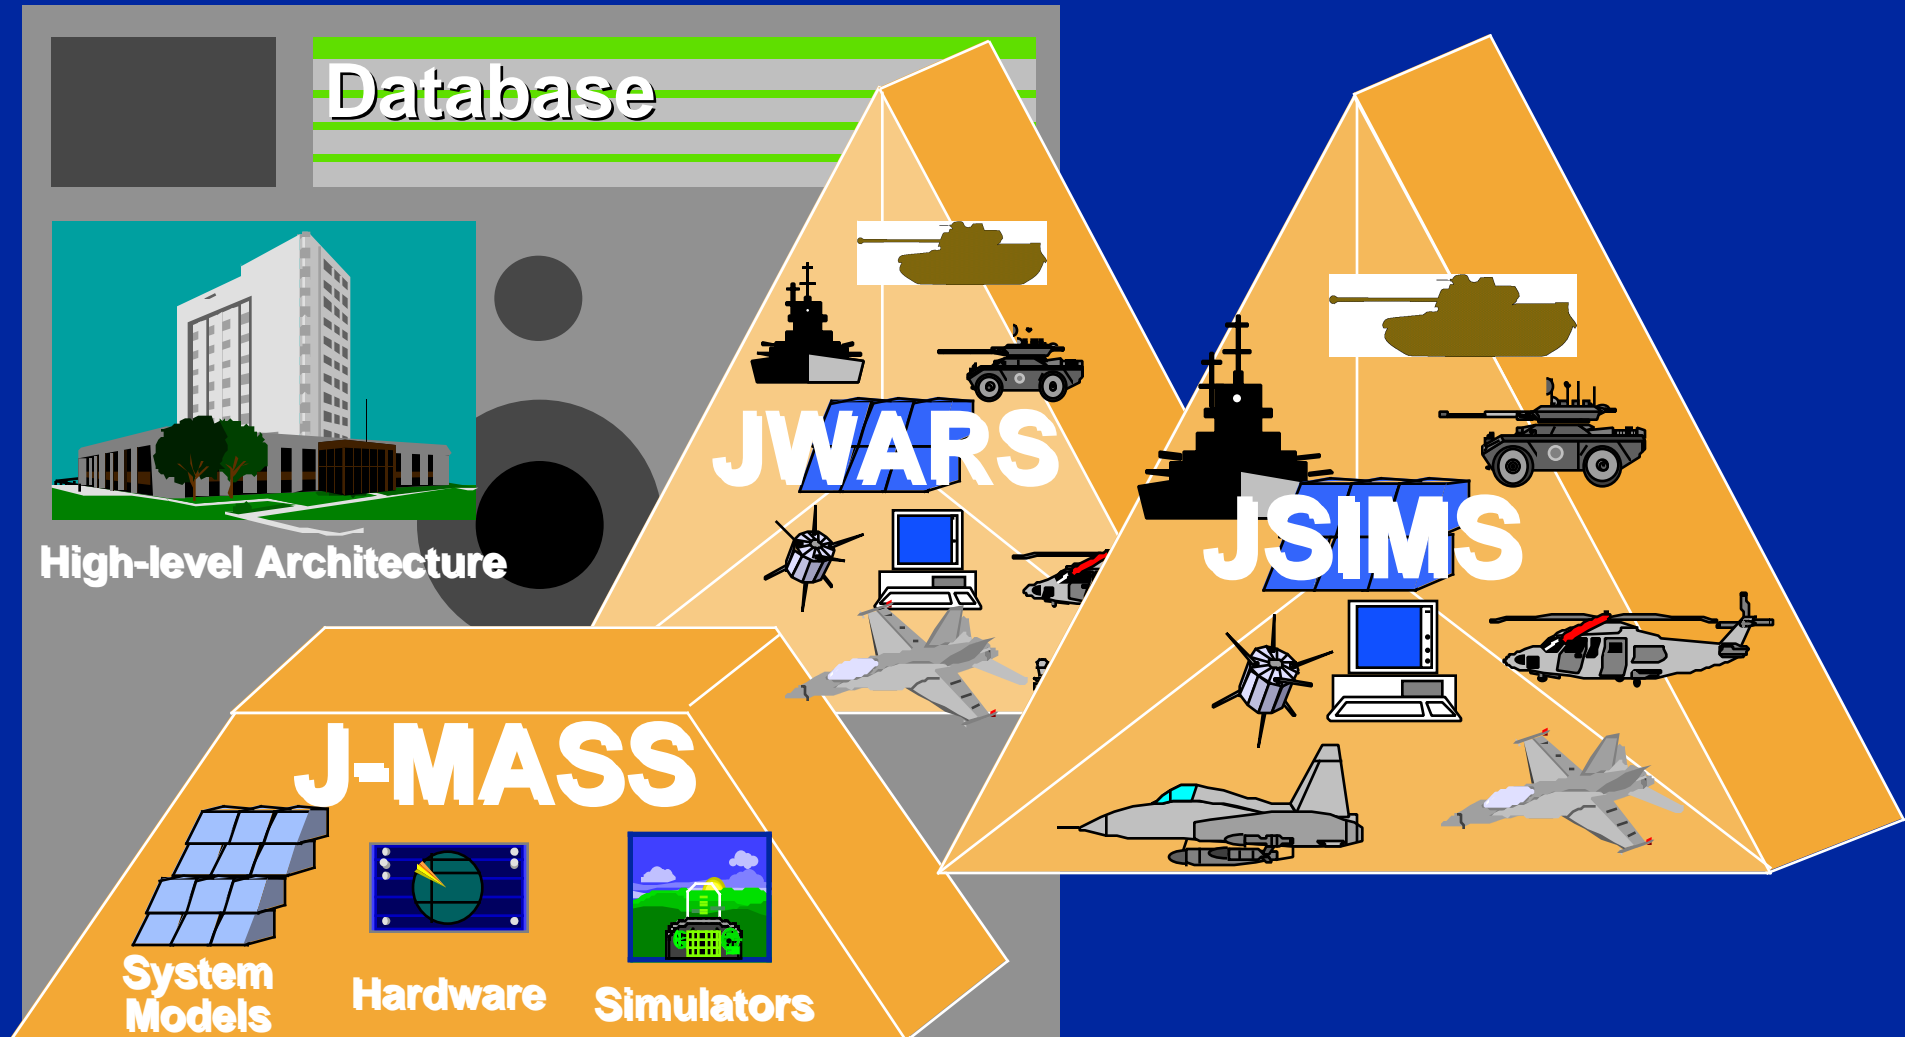 Database
High-level Architecture
JWARS
JSIMS
J-MASS
System
Models
Hardware
Simulators